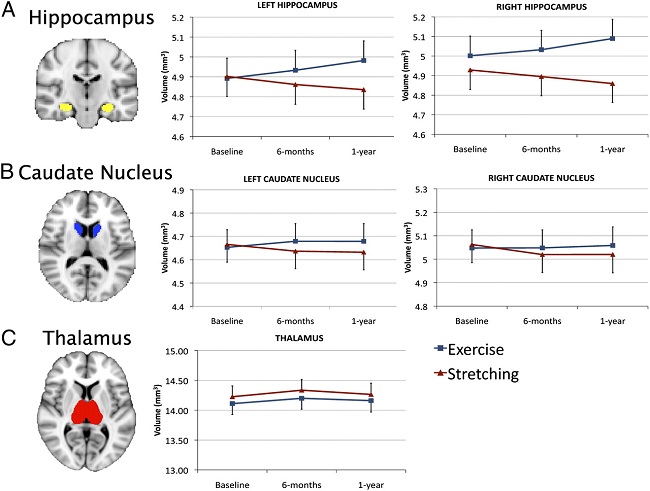 A
Hippocampus
LEFT HIPPOCAMPUS
5.2
5.1
5
4.9
4.8
4.7
4.6
Volume (mm³)
Baseline 6-months 1-year
RIGHT HIPPOCAMPUS
5.2
5.1
5
4.9
4.8
4.7
4.6
Volume (mm³)
Baseline 6-months 1-year
B
Caudate Nucleus
LEFT CAUDATE NUCLEUS
4.9
4.8
4.7
4.6
4.5
4.4
Volume (mm³)
Baseline 6-months 1-year
RIGHT CAUDATE NUCLEUS
5.3
5.2
5.1
5
4.9
4.8
Volume (mm³)
Baseline 6-months 1-year
C
Thalamus
THALAMUS
15.00
14.50
14.00
13.50
13.00
Volume (mm³)
Baseline 6-months 1-year
Exercise
Stretching